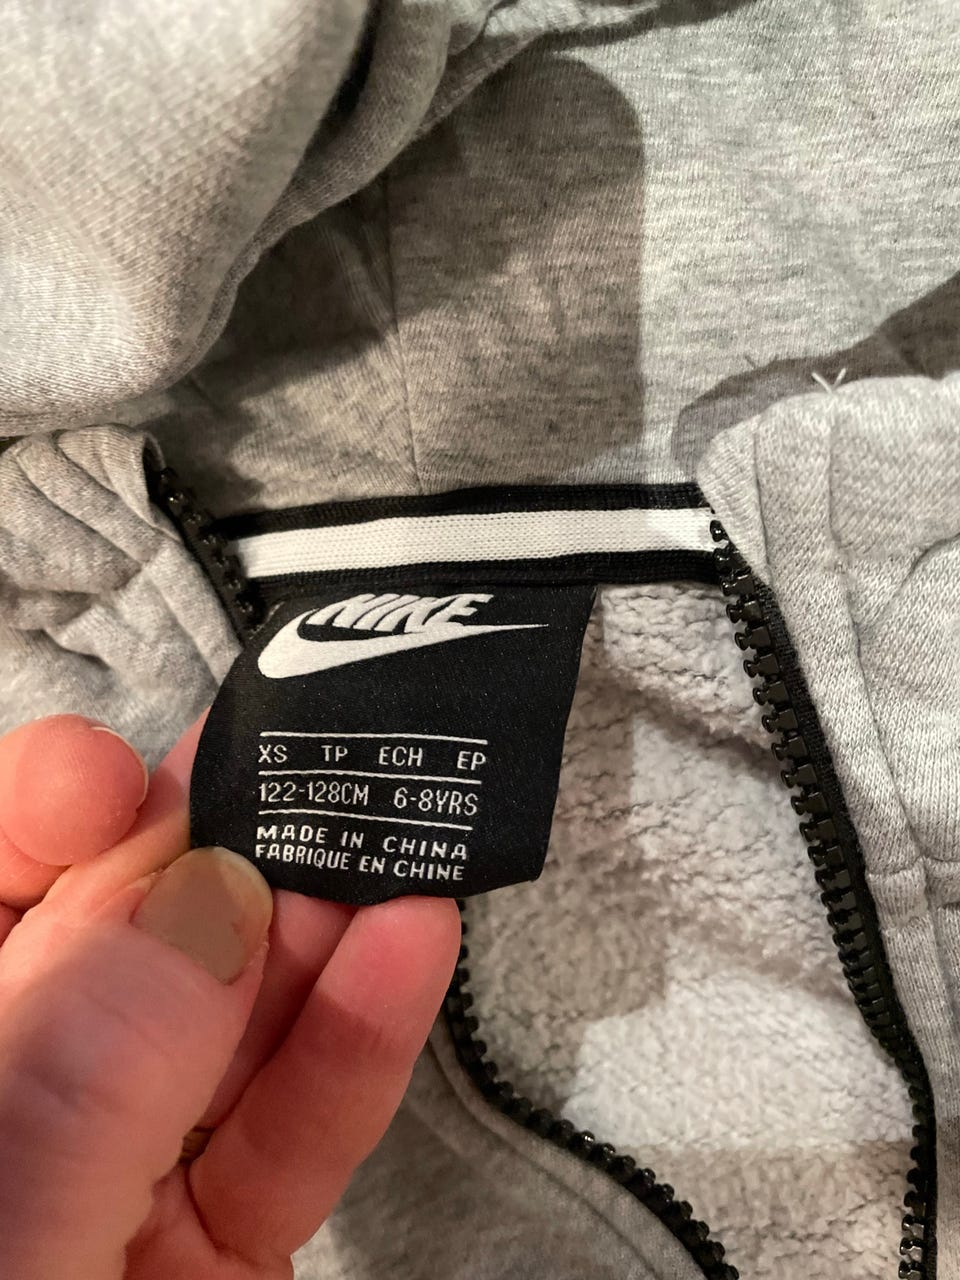 NIKE
XS TP ECH EP
122-128CM 6-8YRS
MADE IN CHINA
FABRIQUE EN CHINE